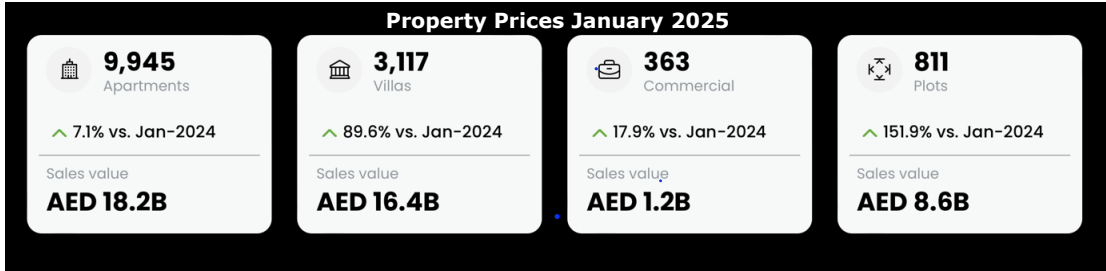 Property Prices January 2025
9,945
Apartments
7.1% vs. Jan-2024
Sales value
AED 18.2B
3,117
Villas
89.6% vs. Jan-2024
Sales value
AED 16.4B
363
Commercial
17.9% vs. Jan-2024
Sales value
AED 1.2B
811
Plots
151.9% vs. Jan-2024
Sales value
AED 8.6B